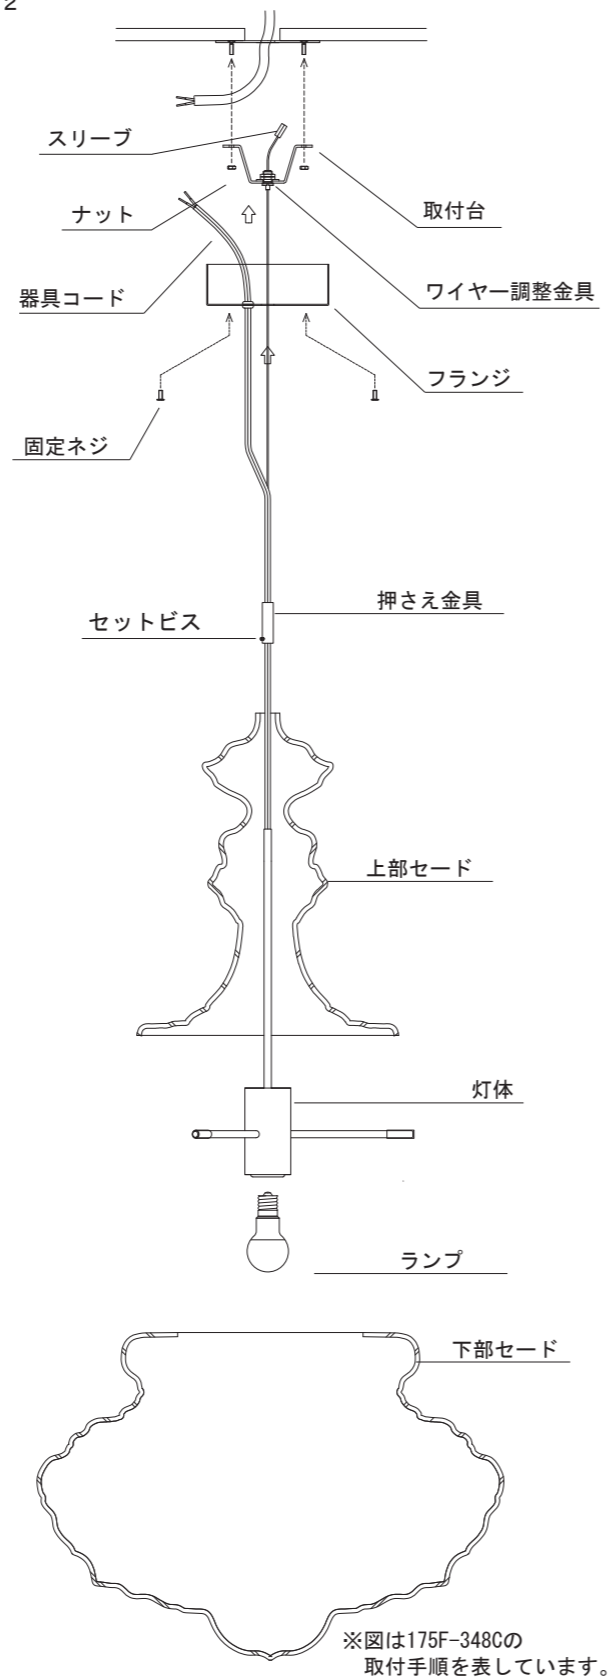 2
スリーブ
ナット
取付台
器具コード
ワイヤー調整金具
フランジ
固定ネジ
押さえ金具
セットビス
上部セード
灯体
ランプ
下部セード
※図は175F-348Cの
取付手順を表しています。